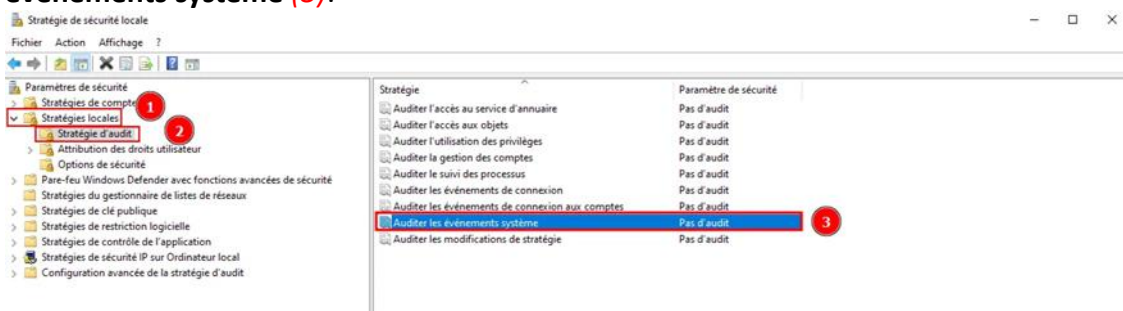 événements système (3).
Stratégie de sécurité locale
Fichier Action Affichage ?
Paramètres de sécurité
Stratégies de compte
1
Stratégies locales
Stratégie d'audit
2
Attribution des droits utilisateur
Options de sécurité
Pare-feu Windows Defender avec fonctions avancées de sécurité
Stratégies du gestionnaire de listes de réseaux
Stratégies de clé publique
Stratégies de restriction logicielle
Stratégies de contrôle de l'application
Stratégies de sécurité IP sur Ordinateur local
Configuration avancée de la stratégie d'audit
Stratégie Paramètre de sécurité
Auditer l'accès au service d'annuaire Pas d'audit
Auditer l'accès aux objets Pas d'audit
Auditer l'utilisation des privilèges Pas d'audit
Auditer la gestion des comptes Pas d'audit
Auditer le suivi des processus Pas d'audit
Auditer les événements de connexion Pas d'audit
Auditer les événements de connexion aux comptes Pas d'audit
Auditer les événements système Pas d'audit 3
Auditer les modifications de stratégie Pas d'audit